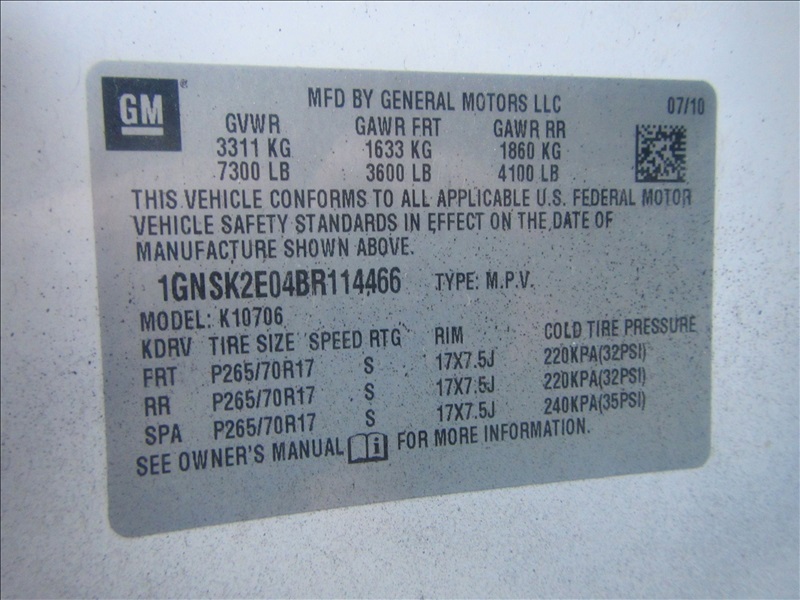 GM ®
MFD BY GENERAL MOTORS LLC 07/10
GVWR GAWR FRT GAWR RR
3311 KG 1633 KG 1860 KG
7300 LB 3600 LB 4100 LB
THIS VEHICLE CONFORMS TO ALL APPLICABLE U.S. FEDERAL MOTOR
VEHICLE SAFETY STANDARDS IN EFFECT ON THE DATE OF
MANUFACTURE SHOWN ABOVE.
1GNSK2E04BR114466 TYPE: M.P.V.
MODEL: K10706
KDRV TIRE SIZE SPEED RTG RIM COLD TIRE PRESSURE
FRT P265/70R17 S 17X7.5J 220KPA(32PSI)
RR P265/70R17 S 17X7.5J 220KPA(32PSI)
SPA P265/70R17 S 17X7.5J 240KPA(35PSI)
SEE OWNER'S MANUAL i FOR MORE INFORMATION.